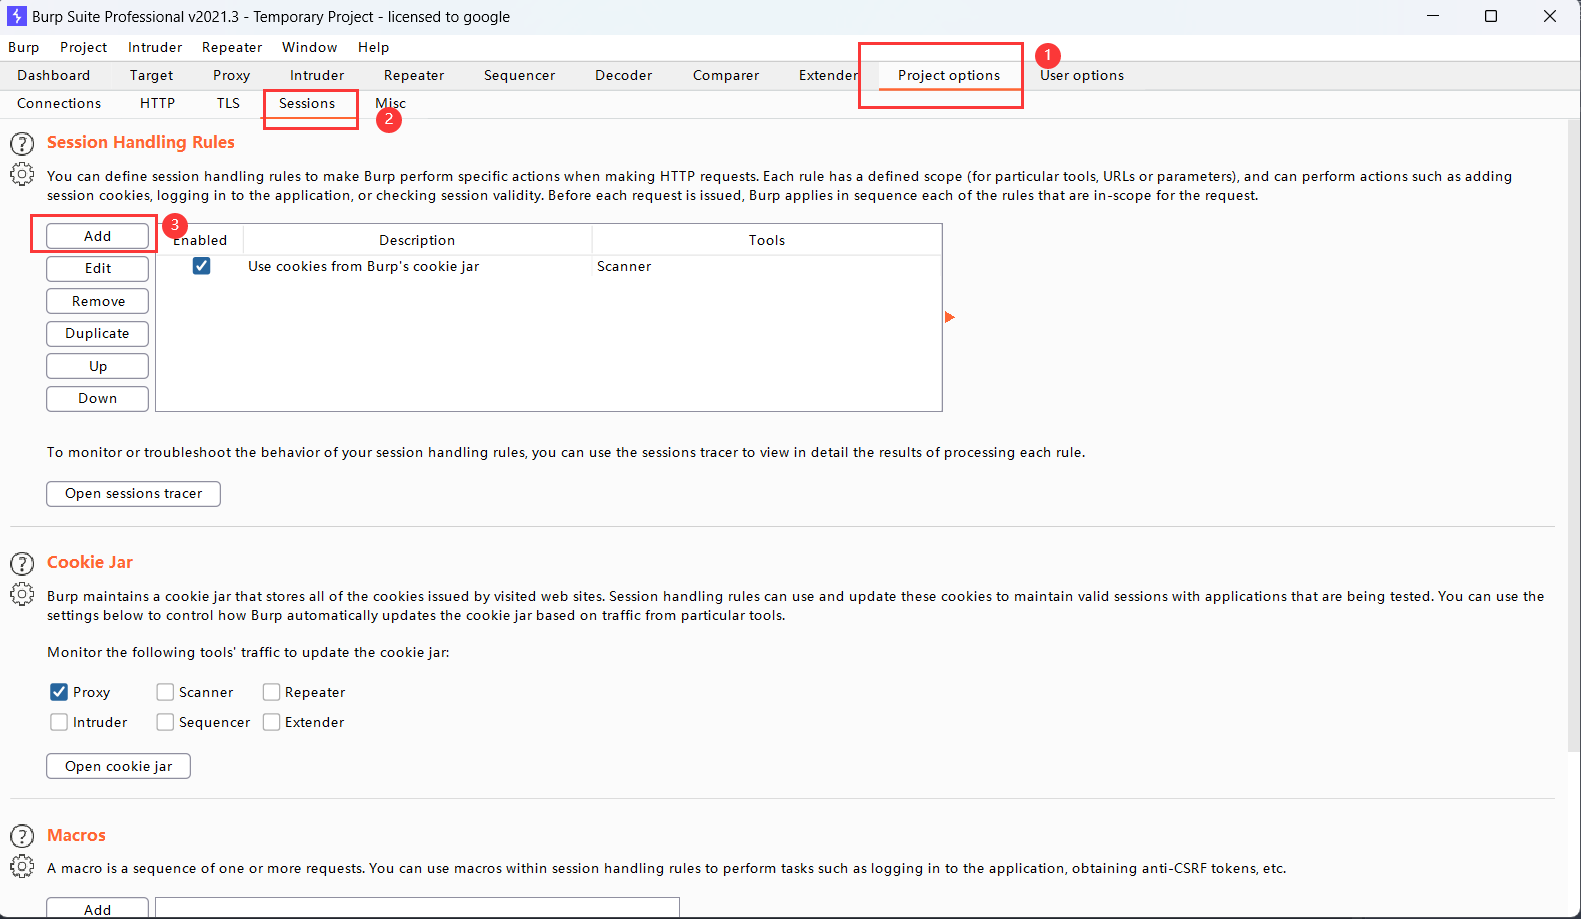 Burp Suite Professional v2021.3 - Temporary Project - licensed to google
Burp Project Intruder Repeater Window Help
Dashboard Target Proxy Intruder Repeater Sequencer Decoder Comparer Extender Project options 1 User options
Connections HTTP TLS Sessions Misc
2
? Session Handling Rules
You can define session handling rules to make Burp perform specific actions when making HTTP requests. Each rule has a defined scope (for particular tools, URLs or parameters), and can perform actions such as adding
session cookies, logging in to the application, or checking session validity. Before each request is issued, Burp applies in sequence each of the rules that are in-scope for the request.
3
Add
Enabled Description Tools
Use cookies from Burp's cookie jar Scanner
Edit
Remove
Duplicate
Up
Down
To monitor or troubleshoot the behavior of your session handling rules, you can use the sessions tracer to view in detail the results of processing each rule.
Open sessions tracer
? Cookie Jar
Burp maintains a cookie jar that stores all of the cookies issued by visited web sites. Session handling rules can use and update these cookies to maintain valid sessions with applications that are being tested. You can use the
settings below to control how Burp automatically updates the cookie jar based on traffic from particular tools.
Monitor the following tools' traffic to update the cookie jar:
Proxy Scanner Repeater
Intruder Sequencer Extender
Open cookie jar
? Macros
A macro is a sequence of one or more requests. You can use macros within session handling rules to perform tasks such as logging in to the application, obtaining anti-CSRF tokens, etc.
Add